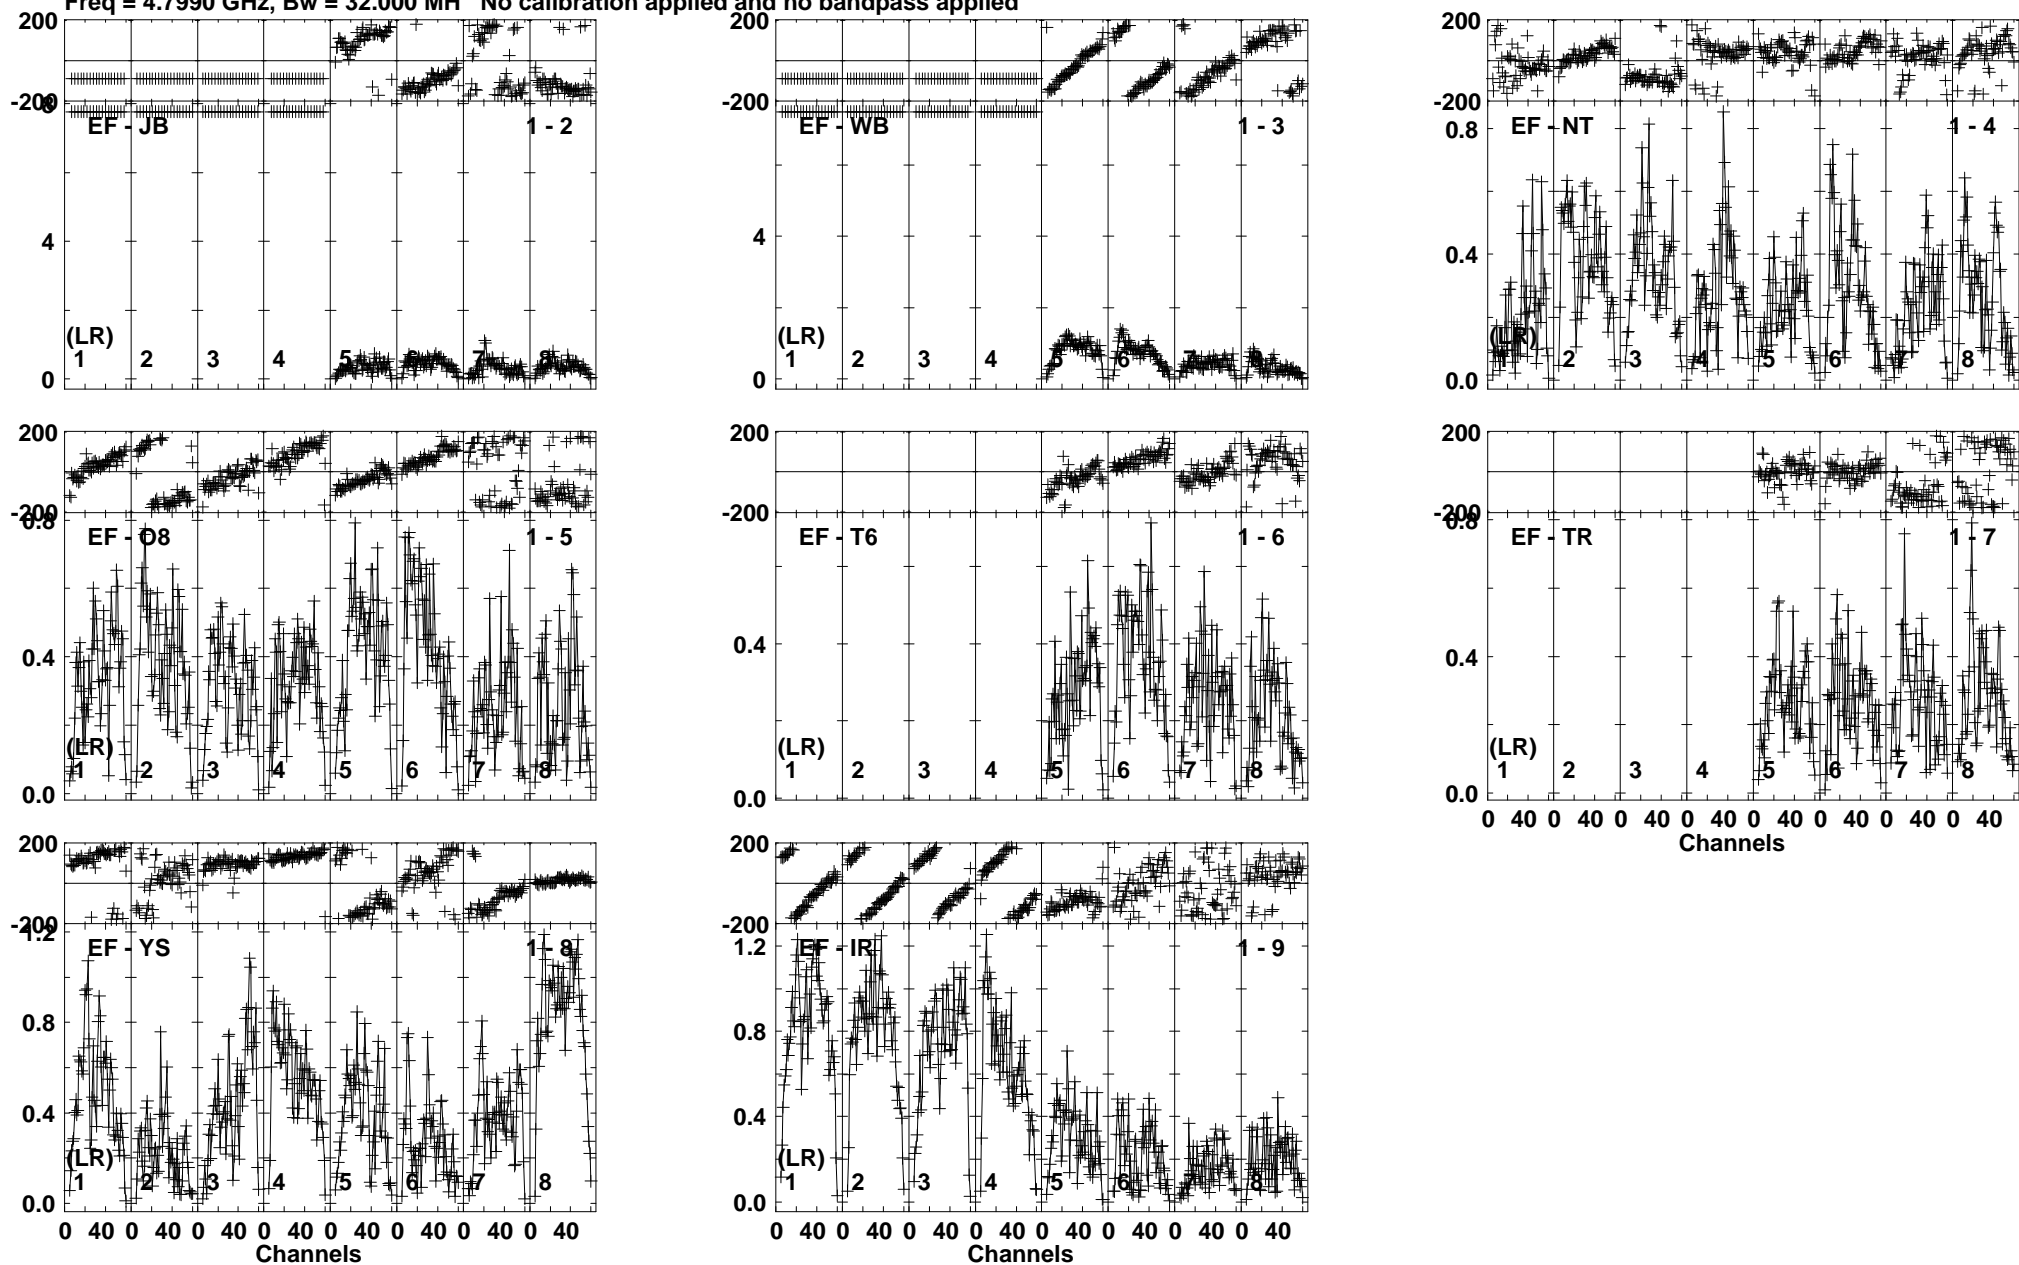 Freq = 4.7990 GHz, Bw = 32.000 MH No calibration applied and no bandpass applied
200 200 200
-200 -200 -200
8
EF - JB 1 - 2 EF - WB 1 - 3 EF - NT 1 - 4
0.8
4 4 0.4
(LR) (LR) (LR)
1 2 3 4 5 6 7 8 1 2 3 4 5 6 7 8 1 2 3 4 5 6 7 8
0 0 0.0
200 200 200
-200 -200 -200
0.8 0.8
EF - O8 1 - 5 EF - T6 1 - 6 EF - TR 1 - 7
0.4 0.4 0.4
(LR) (LR) (LR)
1 2 3 4 5 6 7 8 1 2 3 4 5 6 7 8 1 2 3 4 5 6 7 8
0.0 0.0 0.0
0 40 0 40 0 40 0 40 0 40 0 40 0 40 0 40
Channels
200 200
-200 -200
1.2
EF - YS 1 - 8 EF - IR 1 - 9
1.2
0.8 0.8
0.4 0.4
(LR) (LR)
1 2 3 4 5 6 7 8 1 2 3 4 5 6 7 8
0.0 0.0
0 40 0 40 0 40 0 40 0 40 0 40 0 40 0 40 0 40 0 40 0 40 0 40 0 40 0 40 0 40 0 40
Channels Channels